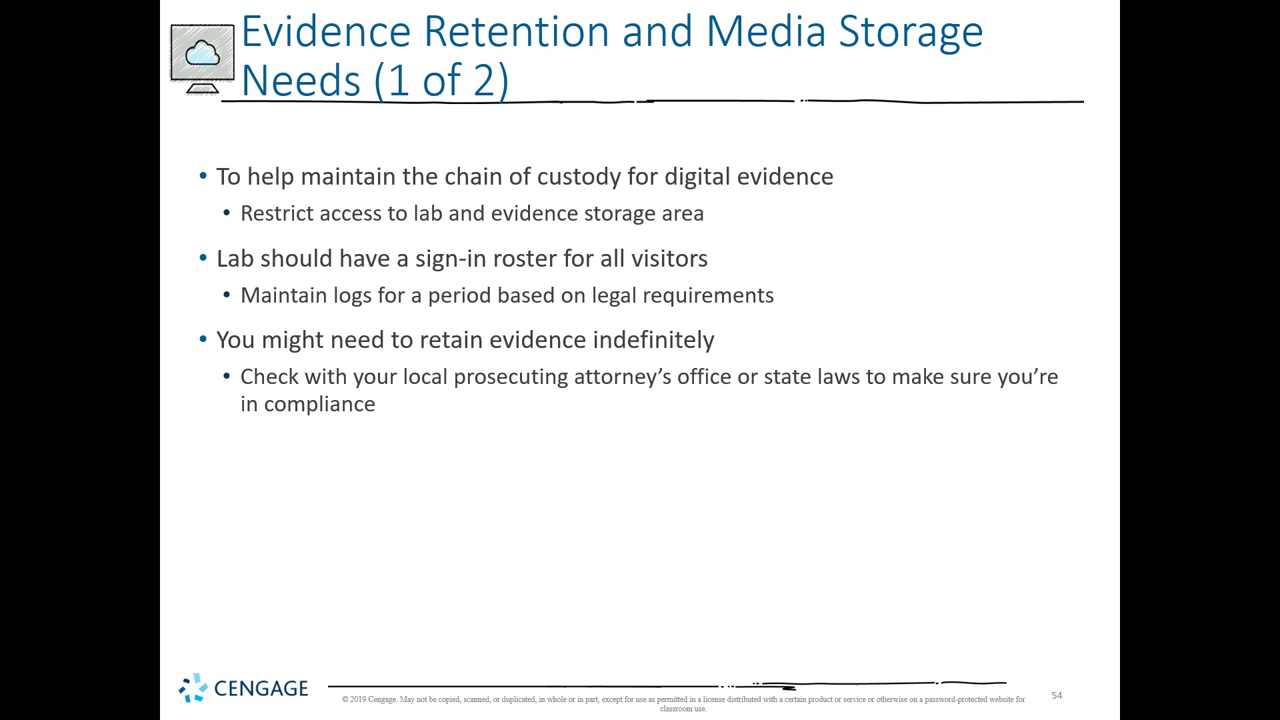 Evidence Retention and Media Storage
Needs (1 of 2)
• To help maintain the chain of custody for digital evidence
• Restrict access to lab and evidence storage area
• Lab should have a sign-in roster for all visitors
• Maintain logs for a period based on legal requirements
• You might need to retain evidence indefinitely
• Check with your local prosecuting attorney’s office or state laws to make sure you’re
in compliance
CENGAGE
© 2019 Cengage. May not be copied, scanned, or duplicated, in whole or in part, except for use as permitted in a license distributed with a certain product or service or otherwise on a password-protected website for
classroom use.
54